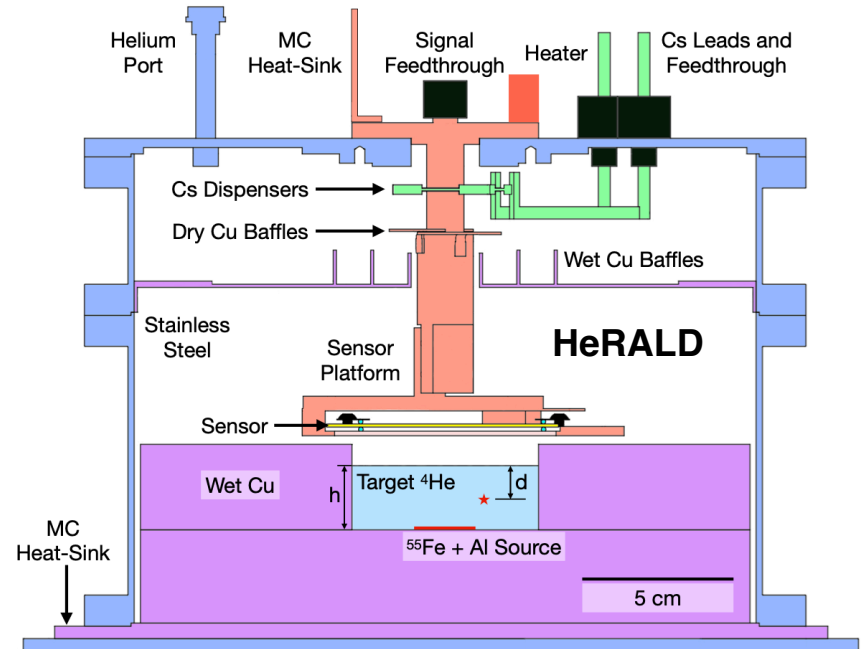 Helium
Port
MC
Heat-Sink
Signal
Feedthrough
Heater
Cs Leads and
Feedthrough
Cs Dispensers
Dry Cu Baffles
Wet Cu Baffles
Stainless
Steel
HeRALD
Sensor
Platform
Sensor
Wet Cu
h
Target ⁴He
d
⁵⁵Fe + Al Source
MC
Heat-Sink
5 cm